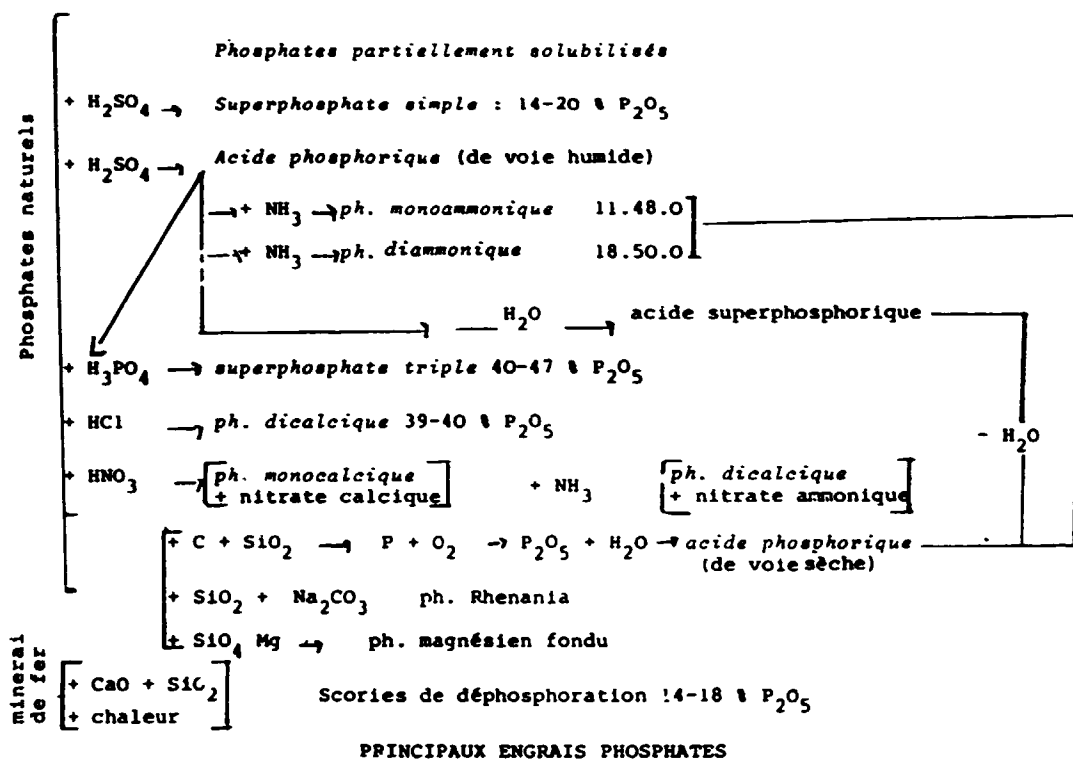 Phosphates naturels
Phosphates partiellement solubilisés
+ H2SO4 → Superphosphate simple : 14-20 % P2O5
+ H2SO4 → Acide phosphorique (de voie humide)
→ + NH3 → ph. monoammonique 11.48.0
→ + NH3 → ph. diammonique 18.50.0
→ — H2O → acide superphosphorique
+ H3PO4 → superphosphate triple 40-47 % P2O5
+ HCl → ph. dicalcique 39-40 % P2O5
- H2O
+ HNO3 → [ph. monocalcique + NH3 [ph. dicalcique
+ nitrate calcique] + nitrate ammonique]
+ C + SiO2 → P + O2 → P2O5 + H2O → acide phosphorique
(de voie sèche)
+ SiO2 + Na2CO3 ph. Rhenania
+ SiO4 Mg → ph. magnésien fondu
minerai
de fer
+ CaO + SiO2
+ chaleur
Scories de déphosphoration 14-18 % P2O5
PRINCIPAUX ENGRAIS PHOSPHATES